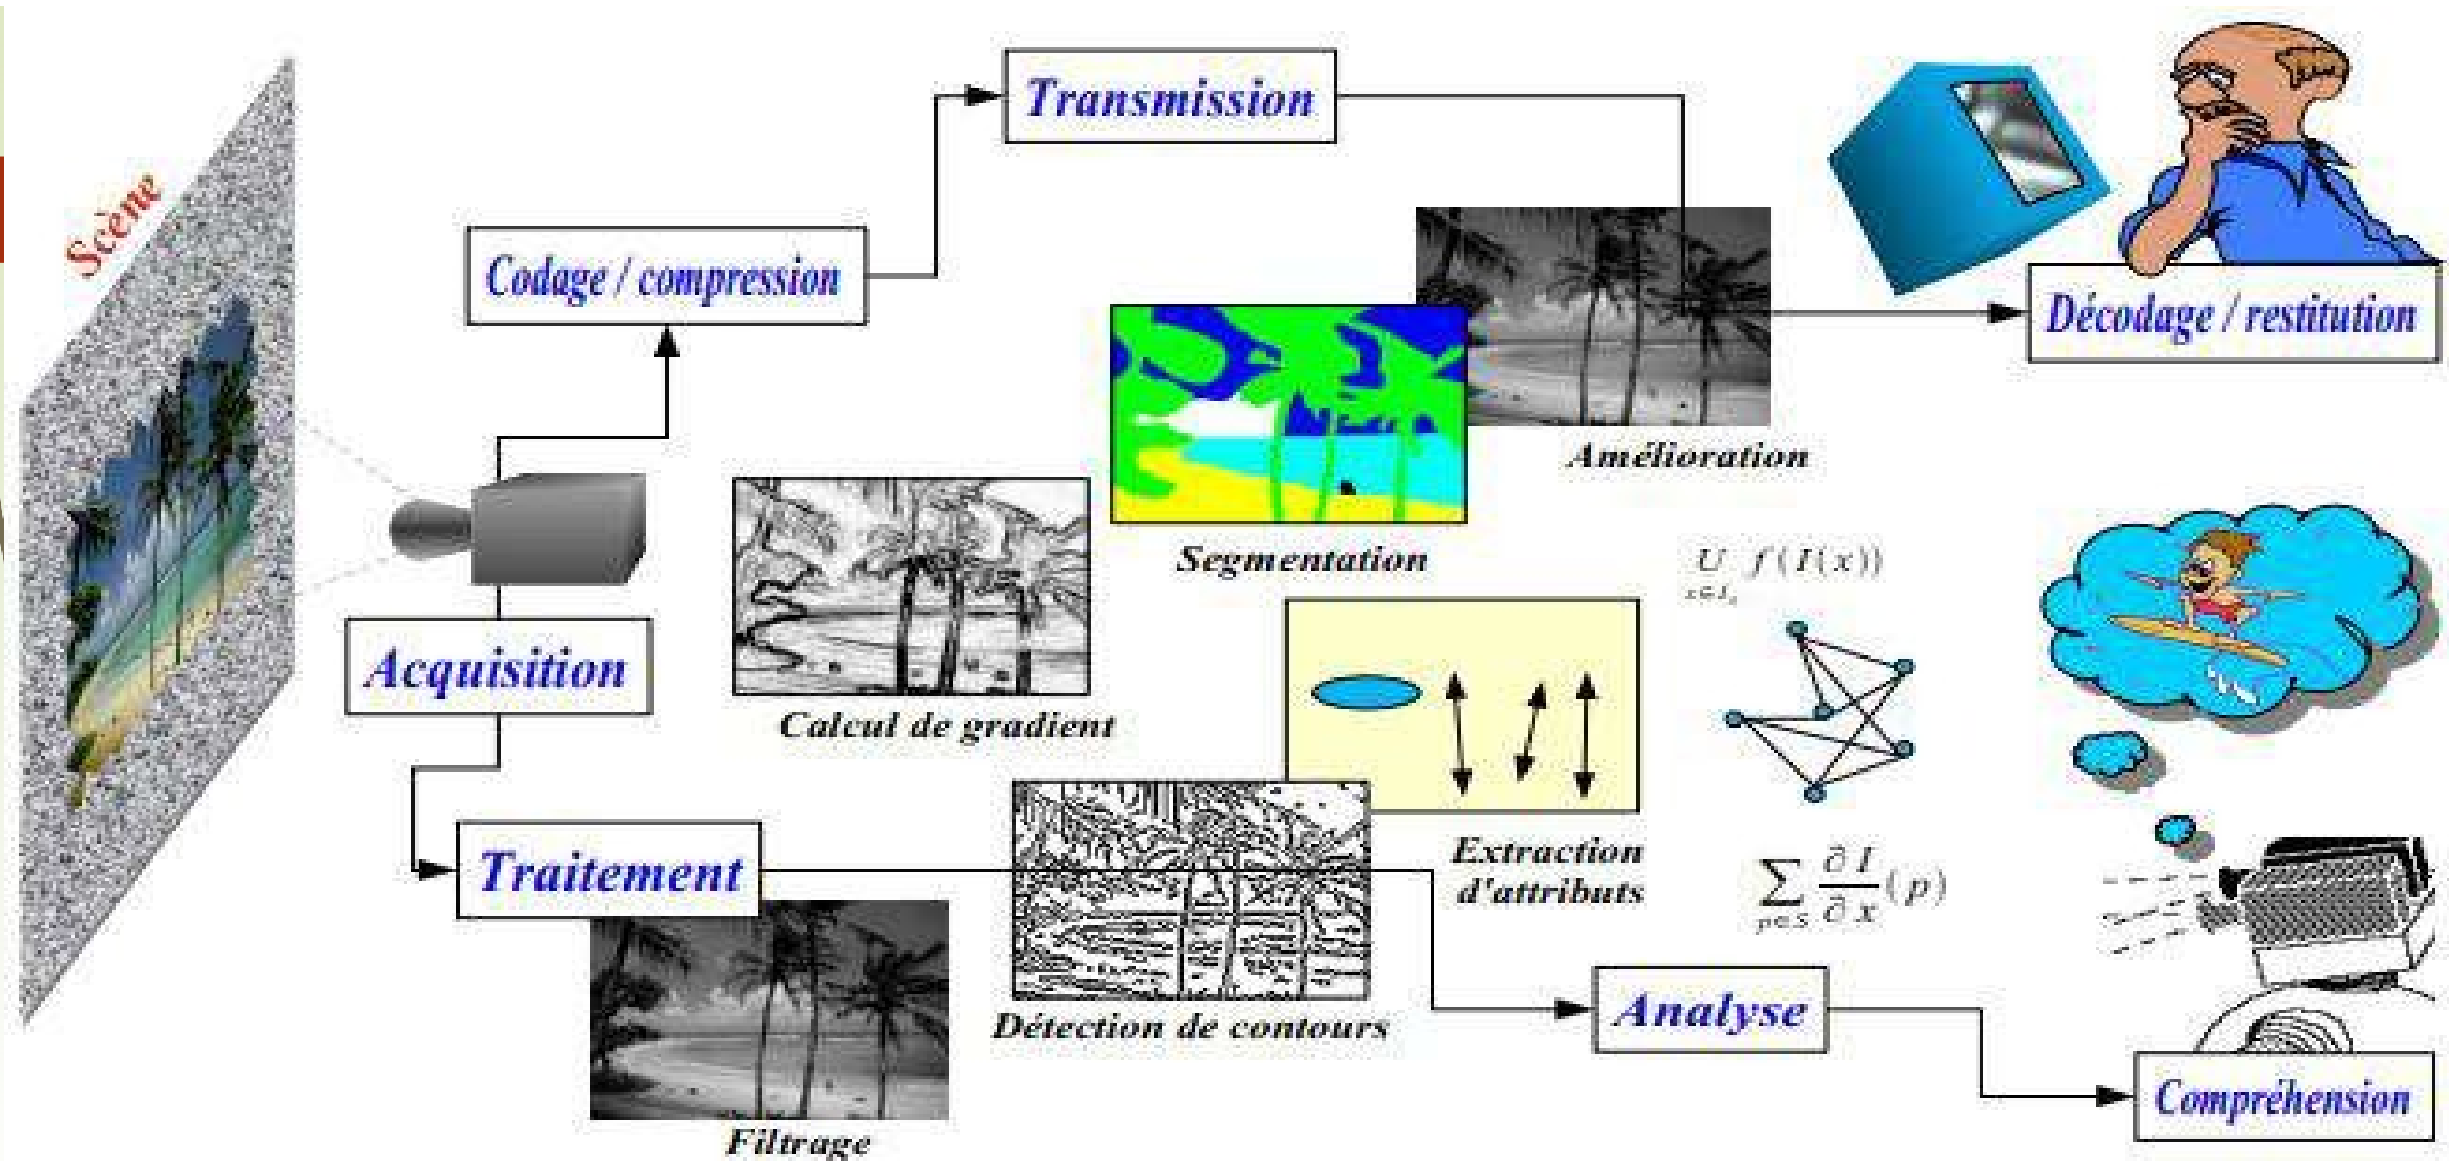 Scène
Transmission
Codage / compression
Décodage / restitution
Amélioration
Segmentation
Acquisition
Calcul de gradient
U f(I(x))
Extraction
d'attributs
Traitement
∑ ∂I/∂x (p)
p∈S
Détection de contours
Analyse
Compréhension
Filtrage